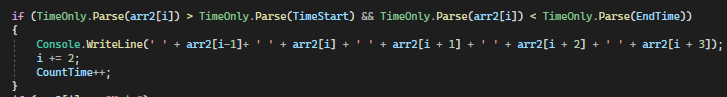 if (TimeOnly.Parse(arr2[i]) > TimeOnly.Parse(TimeStart) && TimeOnly.Parse(arr2[i]) < TimeOnly.Parse(EndTime))
{
Console.WriteLine(' ' + arr2[i-1]+ ' ' + arr2[i] + ' ' + arr2[i + 1] + ' ' + arr2[i + 2] + ' ' + arr2[i + 3]);
i += 2;
CountTime++;
}